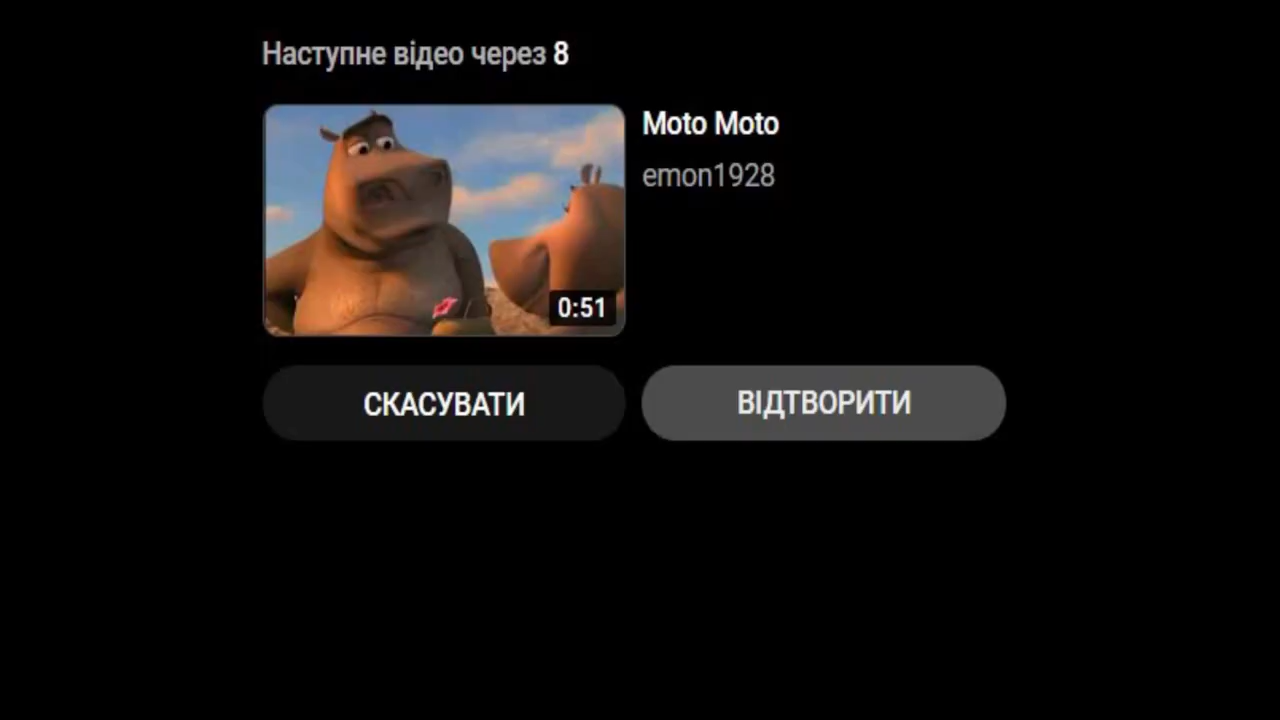 Наступне відео через 8
Moto Moto
emon1928
0:51
СКАСУВАТИ
ВІДТВОРИТИ